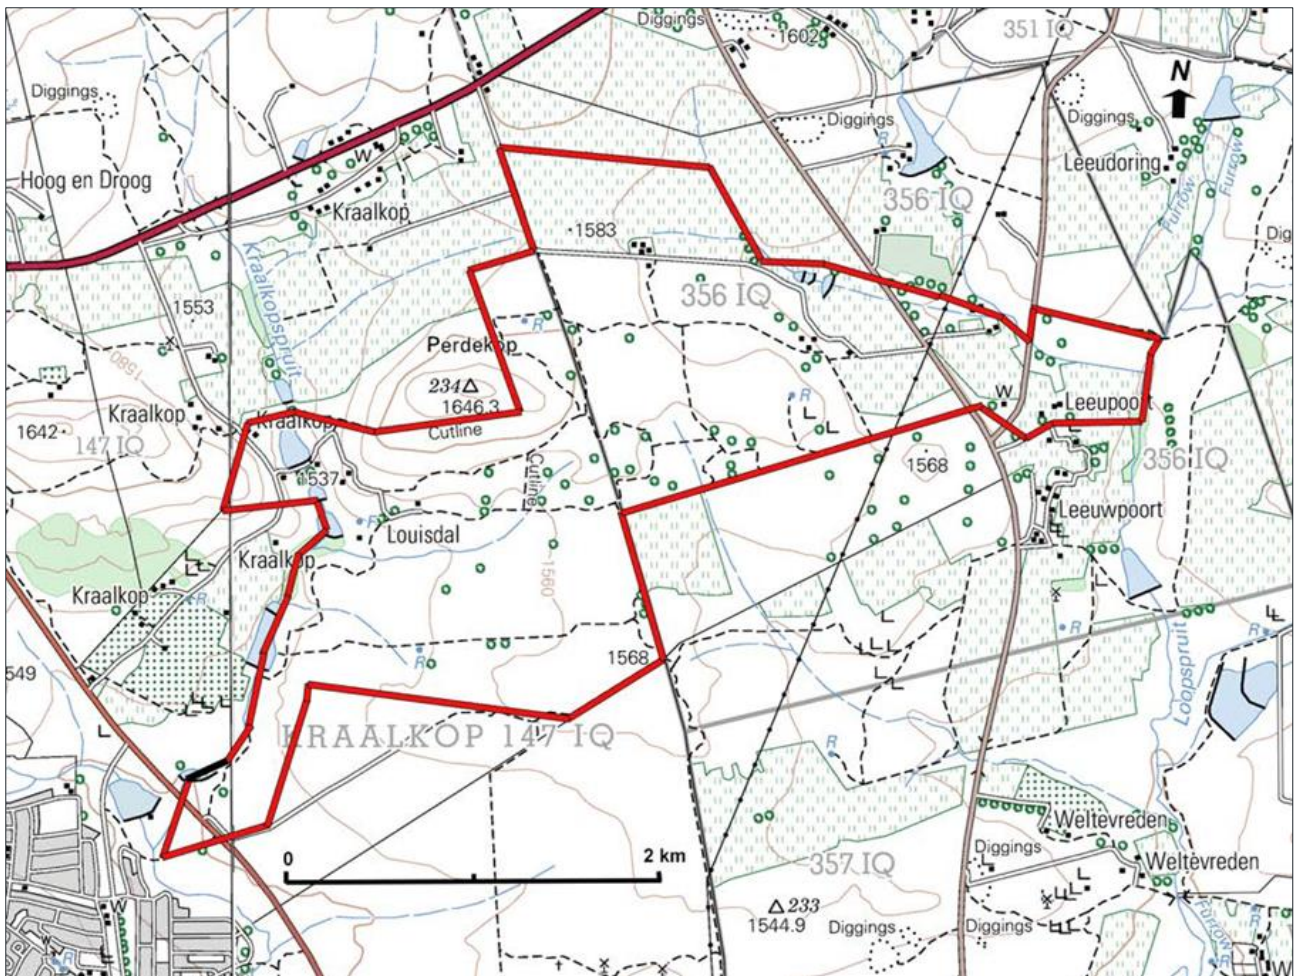 Diggings
1602
351 IQ
N
Diggings
Diggings
Diggings
W
Leeudoring
Hoog en Droog
Kraalkop
356 IQ
Furrow
Furrow
Kraalkopspruit
1583
Dig
1553
356 IQ
R
1580
Perdekop
234
1646.3
R
W
Leeupoort
Kraalkop
Kraalkop
Cutline
1642
147 IQ
1568
356 IQ
1537
Cutline
R
Louisdal
Leeuwpoort
Kraalkop
1560
Kraalkop
R
R
R
1568
549
Loopspruit
KRAALKOP 147 IQ
R
Weltevreden
0
2 km
357 IQ
Diggings
Weltevreden
W
233
1544.9
Diggings
Diggings
Furrow
R
W
R
R
W